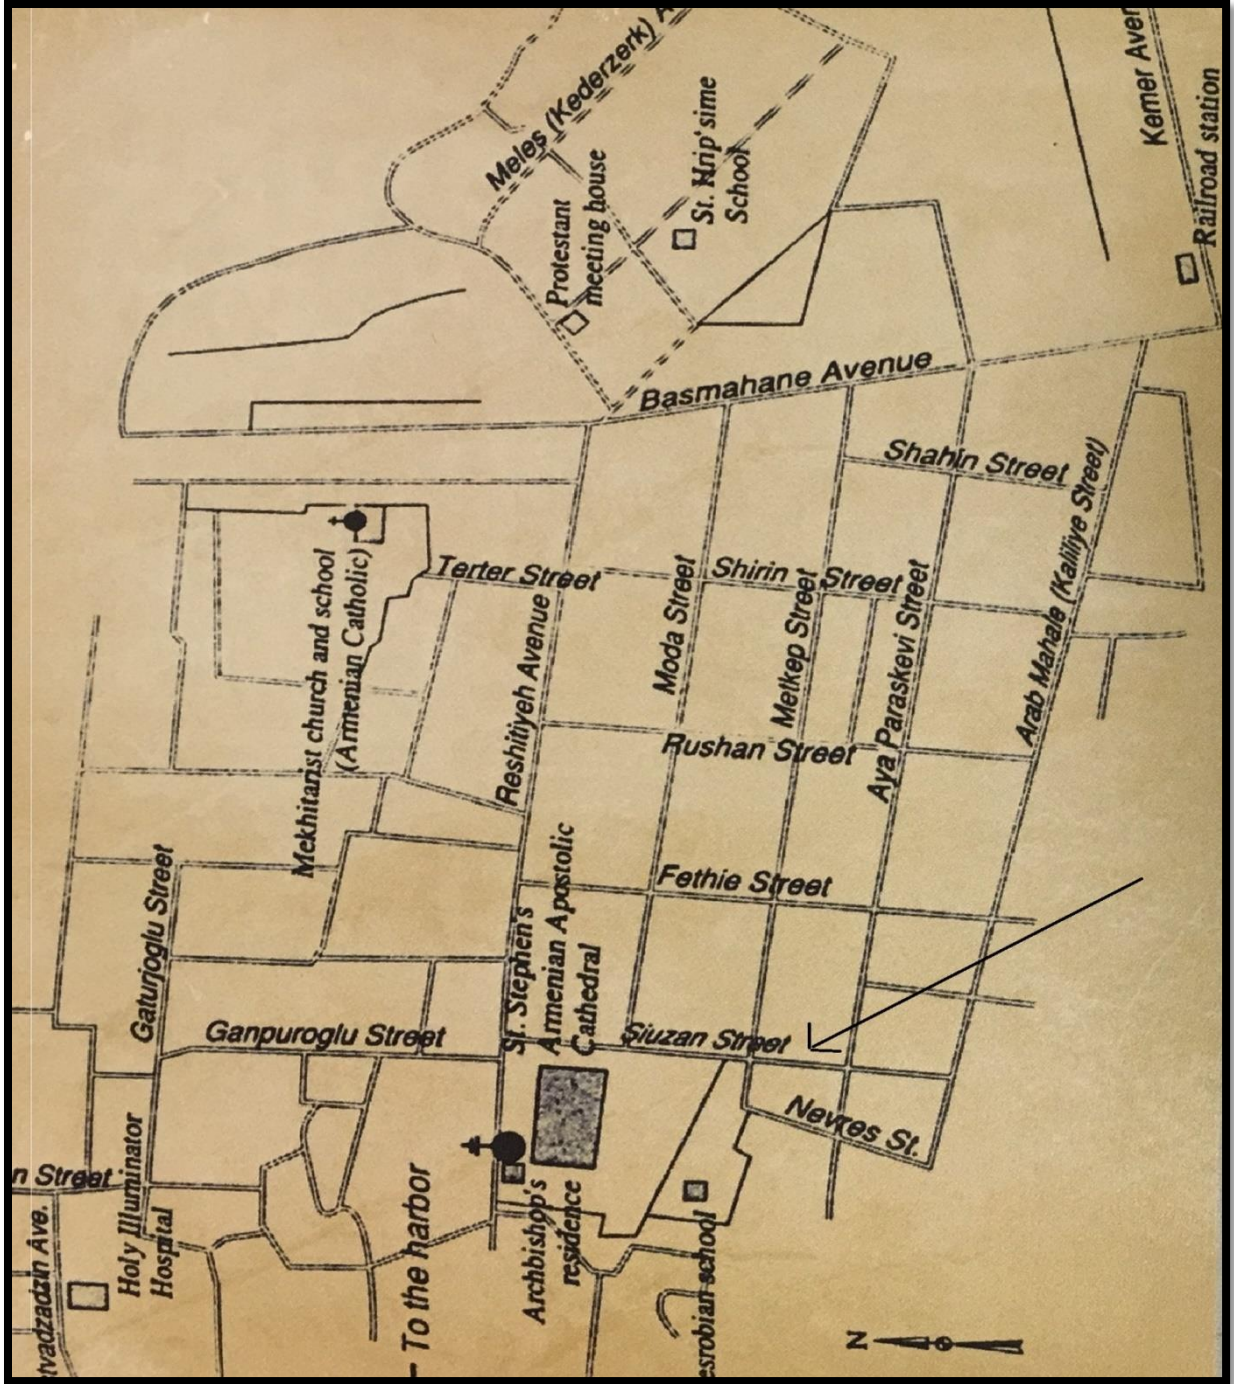 Meles (Kederzerk) A
Kemer Aver
Railroad station
St. Hrip'sime
School
Protestant
meeting house
Basmahane Avenue
Shahin Street
Arab Mahale (Kaliliye Street)
Mekhitarist church and school
(Armenian Catholic)
Terter Street
Shirin Street
Reshitiyeh Avenue
Moda Street
Melkep Street
Aya Paraskevi Street
Rushan Street
Gaturjoglu Street
Fethie Street
St. Stephen's
Armenian Apostolic
Cathedral
Ganpuroglu Street
Siuzan Street
Nevres St.
n Street
Holy Illuminator
Hospital
tvadzadzin Ave.
To the harbor
Archbishop's
residence
esrobian school
N